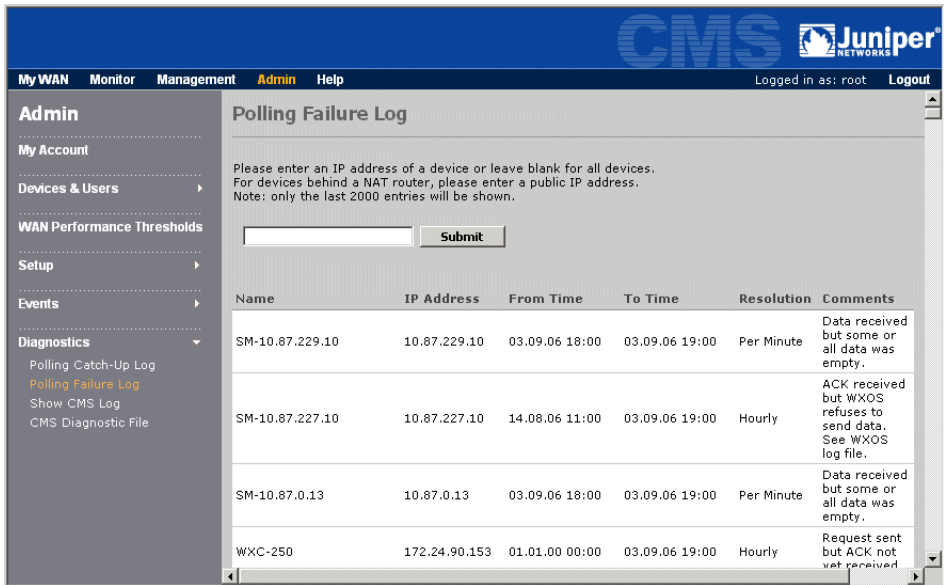 CMS
Juniper®
NETWORKS
My WAN Monitor Management Admin Help Logged in as: root Logout
Admin
My Account
Devices & Users
WAN Performance Thresholds
Setup
Events
Diagnostics
Polling Catch-Up Log
Polling Failure Log
Show CMS Log
CMS Diagnostic File
Polling Failure Log
Please enter an IP address of a device or leave blank for all devices.
For devices behind a NAT router, please enter a public IP address.
Note: only the last 2000 entries will be shown.
Submit
Name IP Address From Time To Time Resolution Comments
SM-10.87.229.10 10.87.229.10 03.09.06 18:00 03.09.06 19:00 Per Minute
Data received
but some or
all data was
empty.
SM-10.87.227.10 10.87.227.10 14.08.06 11:00 03.09.06 19:00 Hourly
ACK received
but WXOS
refuses to
send data.
See WXOS
log file.
SM-10.87.0.13 10.87.0.13 03.09.06 18:00 03.09.06 19:00 Per Minute
Data received
but some or
all data was
empty.
WXC-250 172.24.90.153 01.01.00 00:00 03.09.06 19:00 Hourly
Request sent
but ACK not
yet received